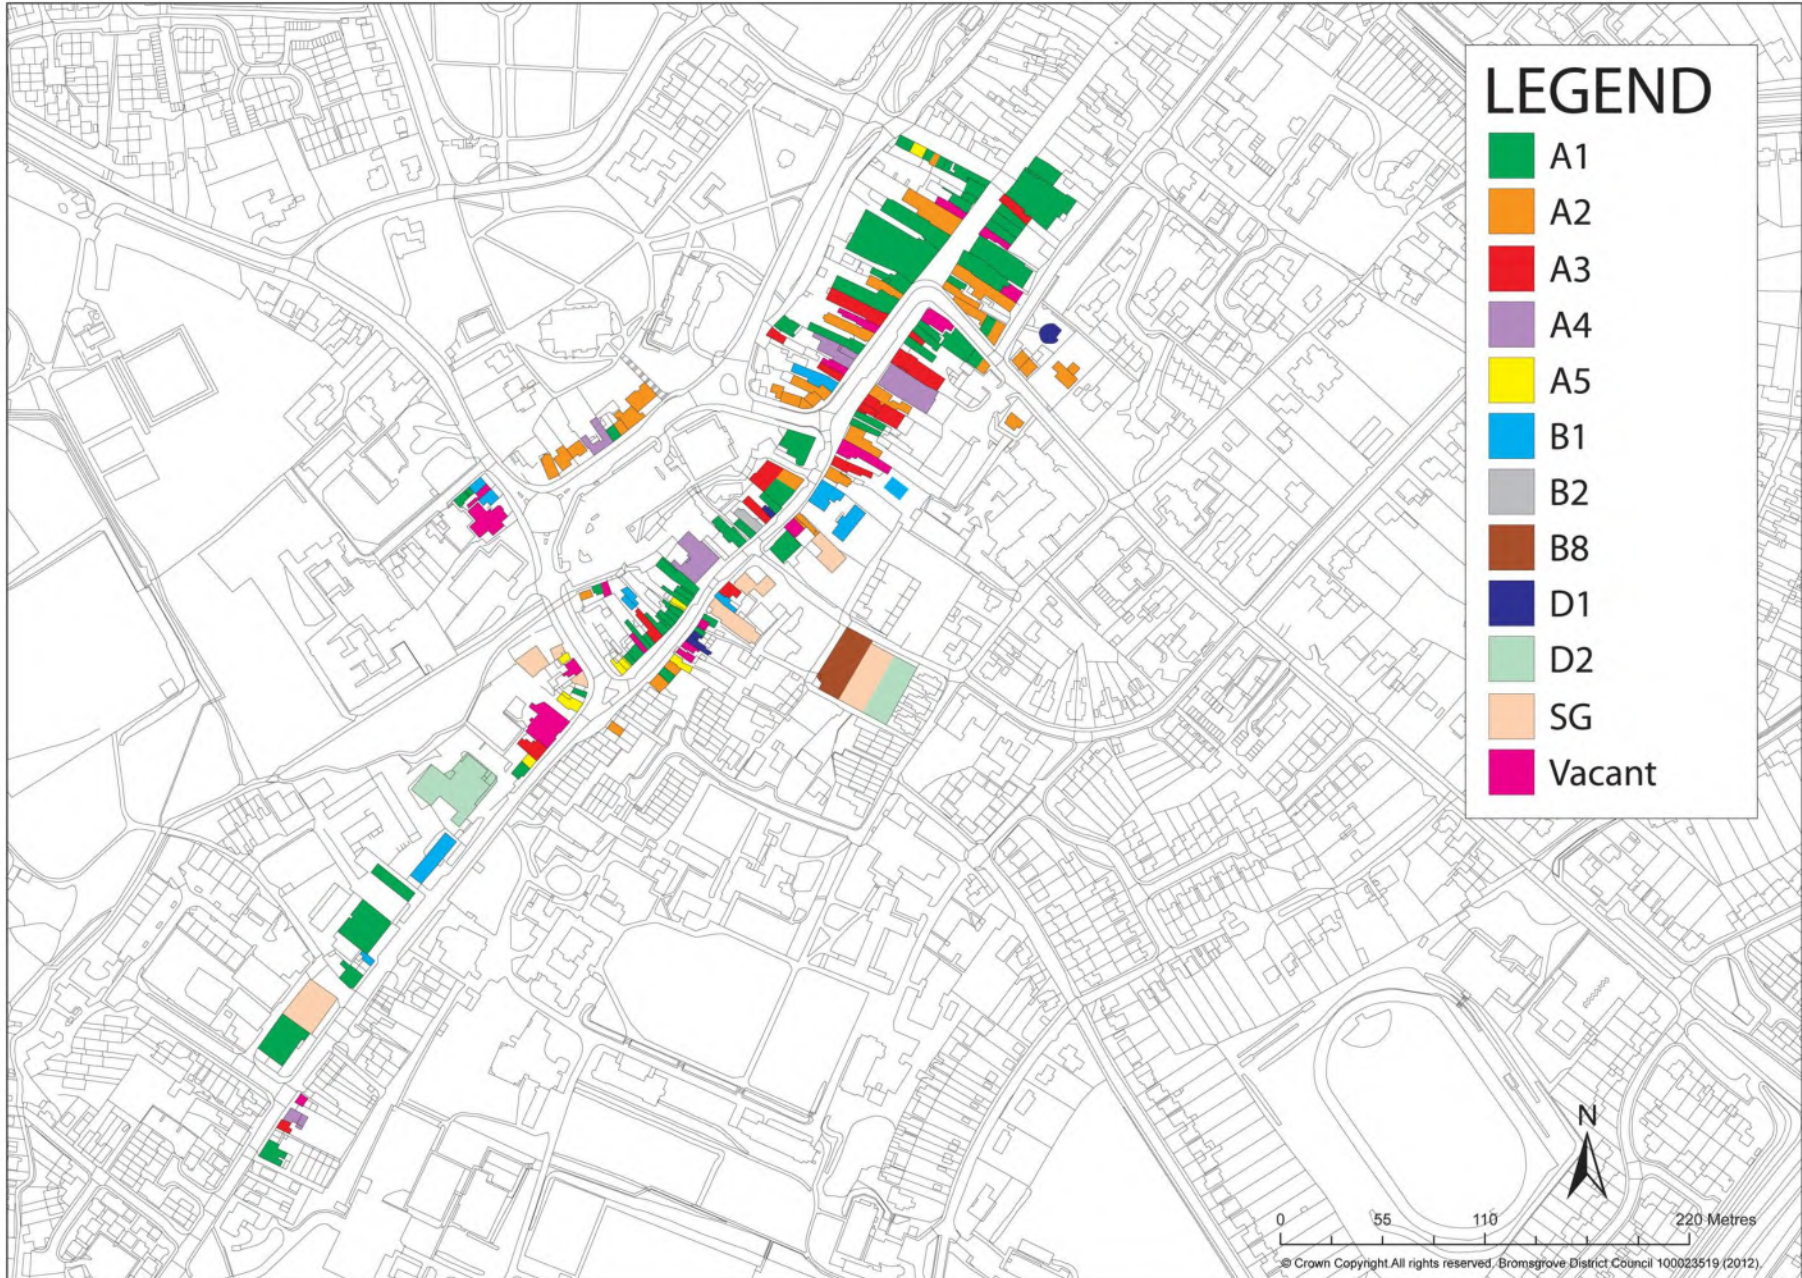 LEGEND
A1
A2
A3
A4
A5
B1
B2
B8
D1
D2
SG
Vacant
N
0 55 110 220 Metres
© Crown Copyright.All rights reserved. Bromsgrove District Council 100023519 (2012).